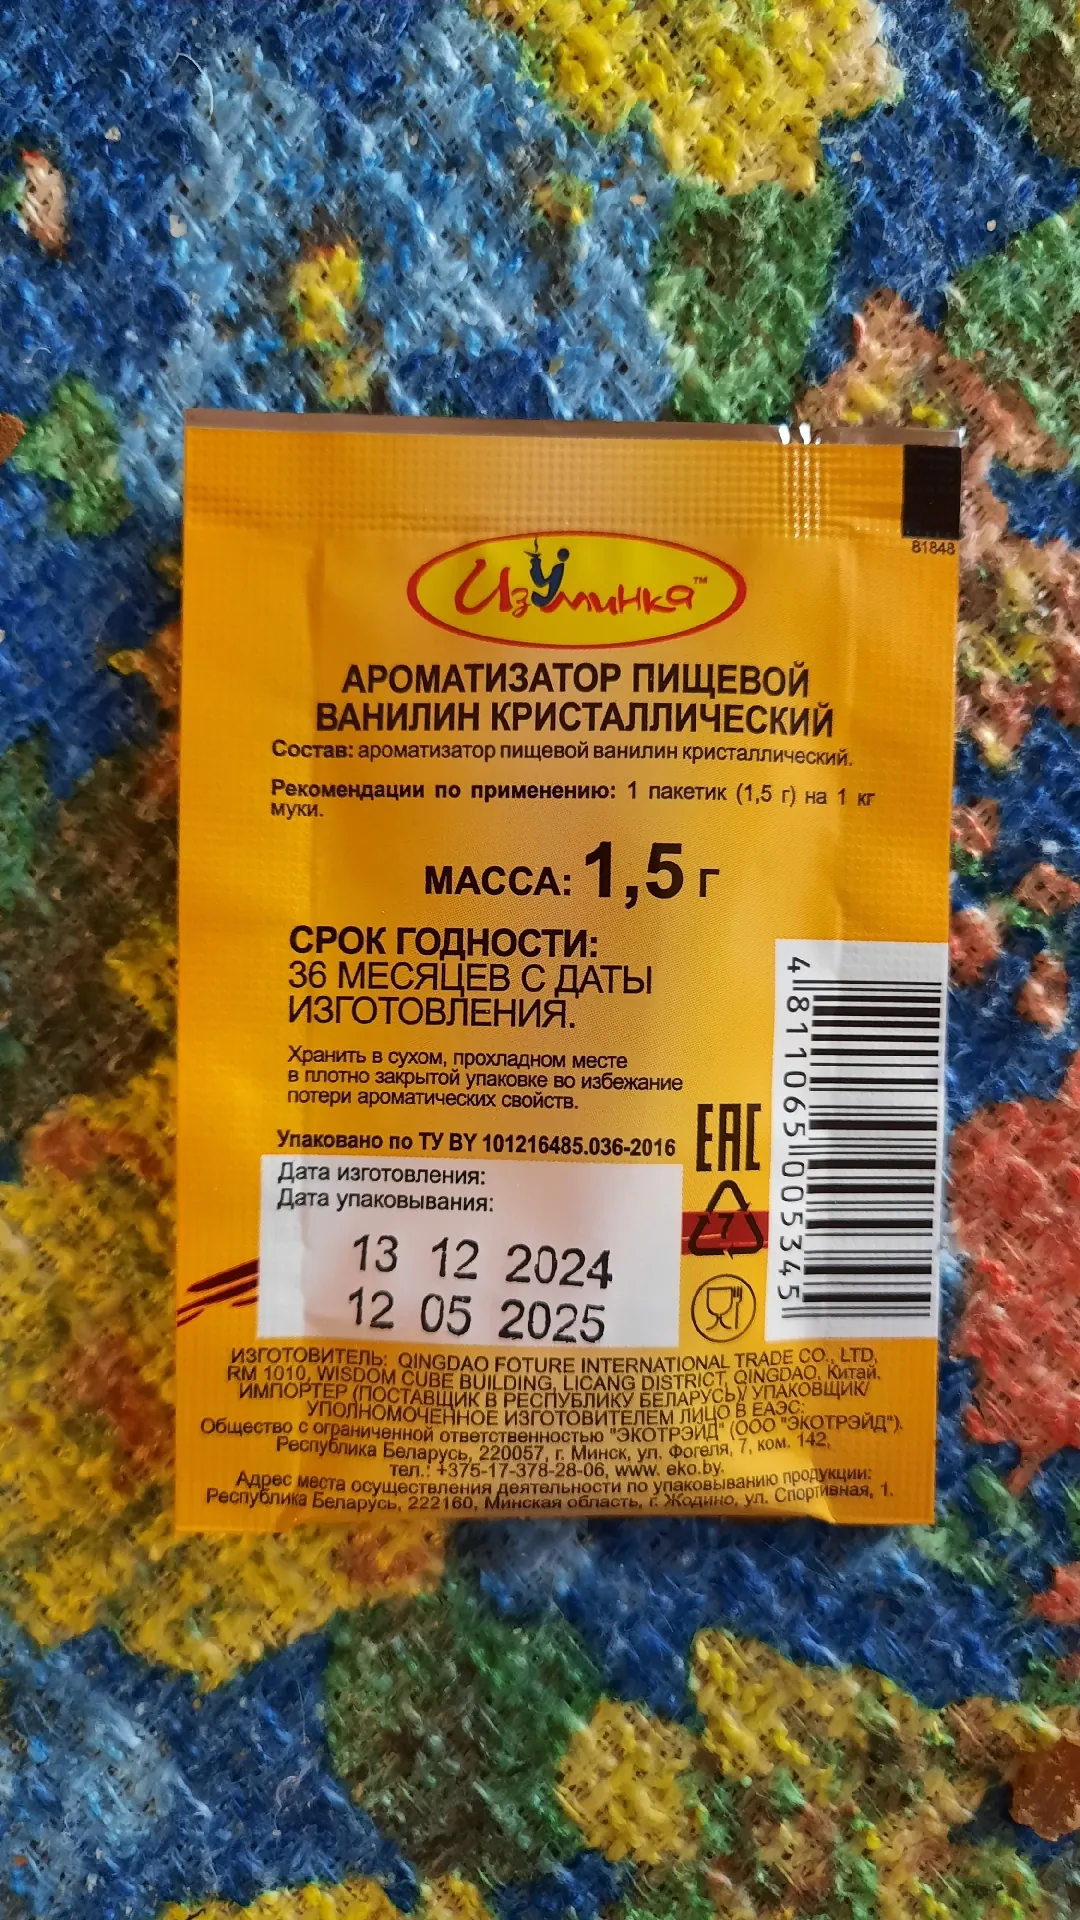 81848
ИзУминка™
АРОМАТИЗАТОР ПИЩЕВОЙ
ВАНИЛИН КРИСТАЛЛИЧЕСКИЙ
Состав: ароматизатор пищевой ванилин кристаллический.
Рекомендации по применению: 1 пакетик (1,5 г) на 1 кг
муки.
МАССА: 1,5 г
СРОК ГОДНОСТИ:
36 МЕСЯЦЕВ С ДАТЫ
ИЗГОТОВЛЕНИЯ.
Хранить в сухом, прохладном месте
в плотно закрытой упаковке во избежание
потери ароматических свойств.
Упаковано по ТУ BY 101216485.036-2016
EAC
Дата изготовления:
Дата упаковывания:
13 12 2024
12 05 2025
7
4811065005345
ИЗГОТОВИТЕЛЬ: QINGDAO FOTURE INTERNATIONAL TRADE CO., LTD,
RM 1010, WISDOM CUBE BUILDING, LICANG DISTRICT, QINGDAO, Китай.
ИМПОРТЕР (ПОСТАВЩИК В РЕСПУБЛИКУ БЕЛАРУСЬ)/ УПАКОВЩИК/
УПОЛНОМОЧЕННОЕ ИЗГОТОВИТЕЛЕМ ЛИЦО В ЕАЭС:
Общество с ограниченной ответственностью "ЭКОТРЭЙД" (ООО "ЭКОТРЭЙД").
Республика Беларусь, 220057, г. Минск, ул. Фогеля, 7, ком. 142,
тел.: +375-17-378-28-06, www. eko.by.
Адрес места осуществления деятельности по упаковыванию продукции:
Республика Беларусь, 222160, Минская область, г. Жодино, ул. Спортивная, 1.